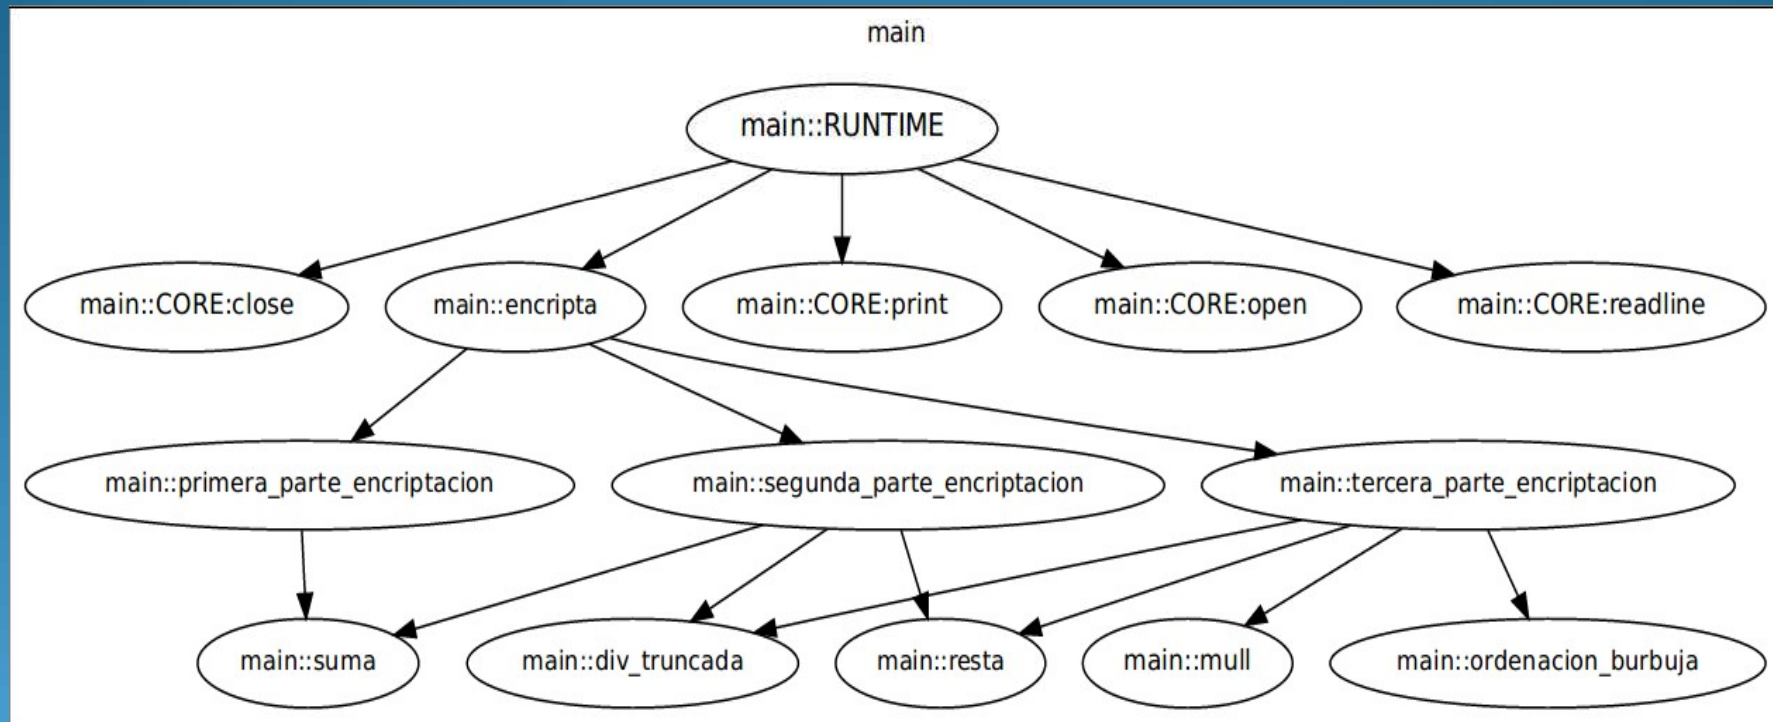 main
main::RUNTIME
main::CORE:close
main::encripta
main::CORE:print
main::CORE:open
main::CORE:readline
main::primera_parte_encriptacion
main::segunda_parte_encriptacion
main::tercera_parte_encriptacion
main::suma
main::div_truncada
main::resta
main::mull
main::ordenacion_burbuja